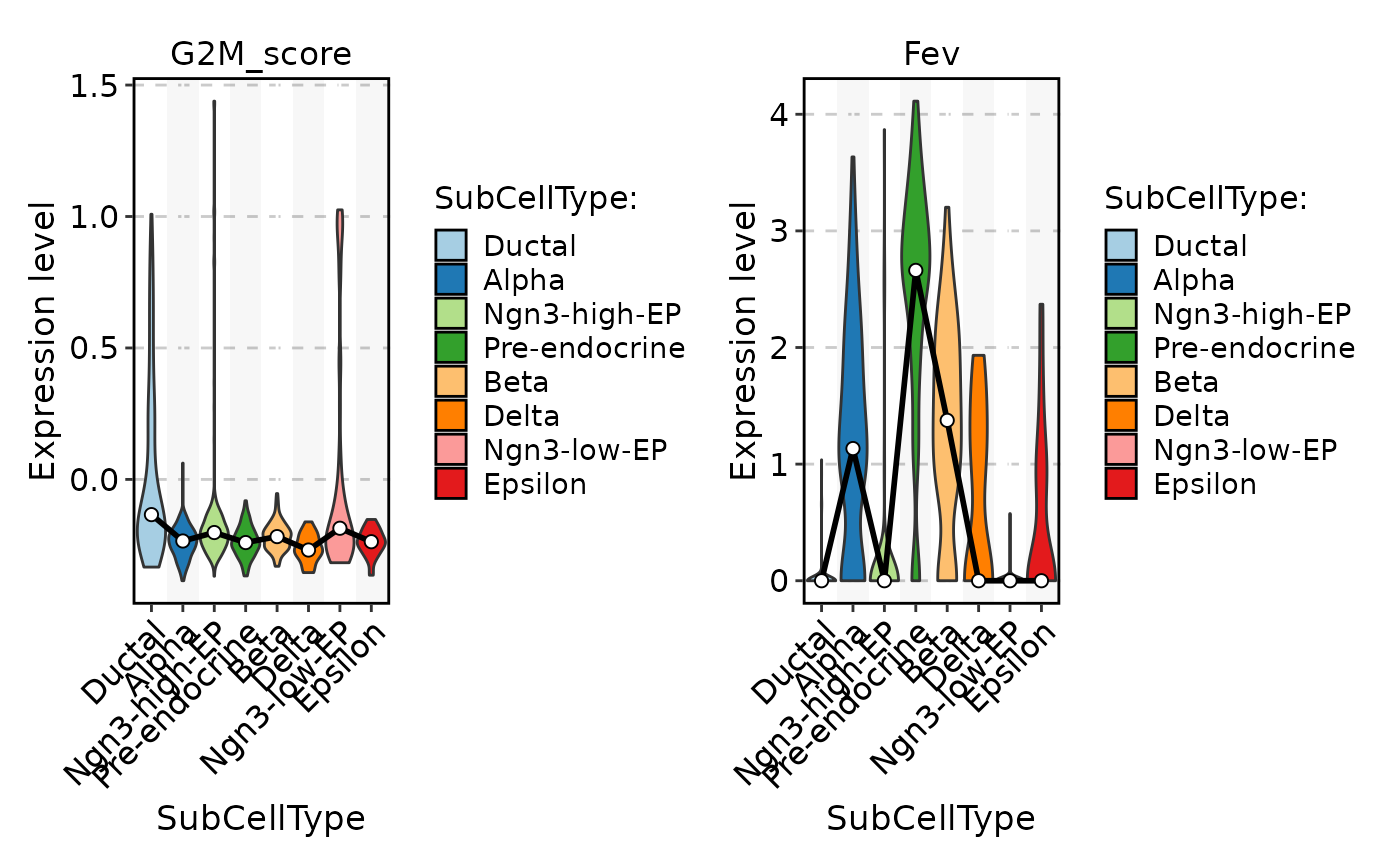 G2M_score
Expression level
1.5
1.0
0.5
0.0
Ductal
Alpha
Ngn3-high-EP
Pre-endocrine
Beta
Delta
Ngn3-low-EP
Epsilon
SubCellType
SubCellType:
Ductal
Alpha
Ngn3-high-EP
Pre-endocrine
Beta
Delta
Ngn3-low-EP
Epsilon
Fev
Expression level
4
3
2
1
0
Ductal
Alpha
Ngn3-high-EP
Pre-endocrine
Beta
Delta
Ngn3-low-EP
Epsilon
SubCellType
SubCellType:
Ductal
Alpha
Ngn3-high-EP
Pre-endocrine
Beta
Delta
Ngn3-low-EP
Epsilon